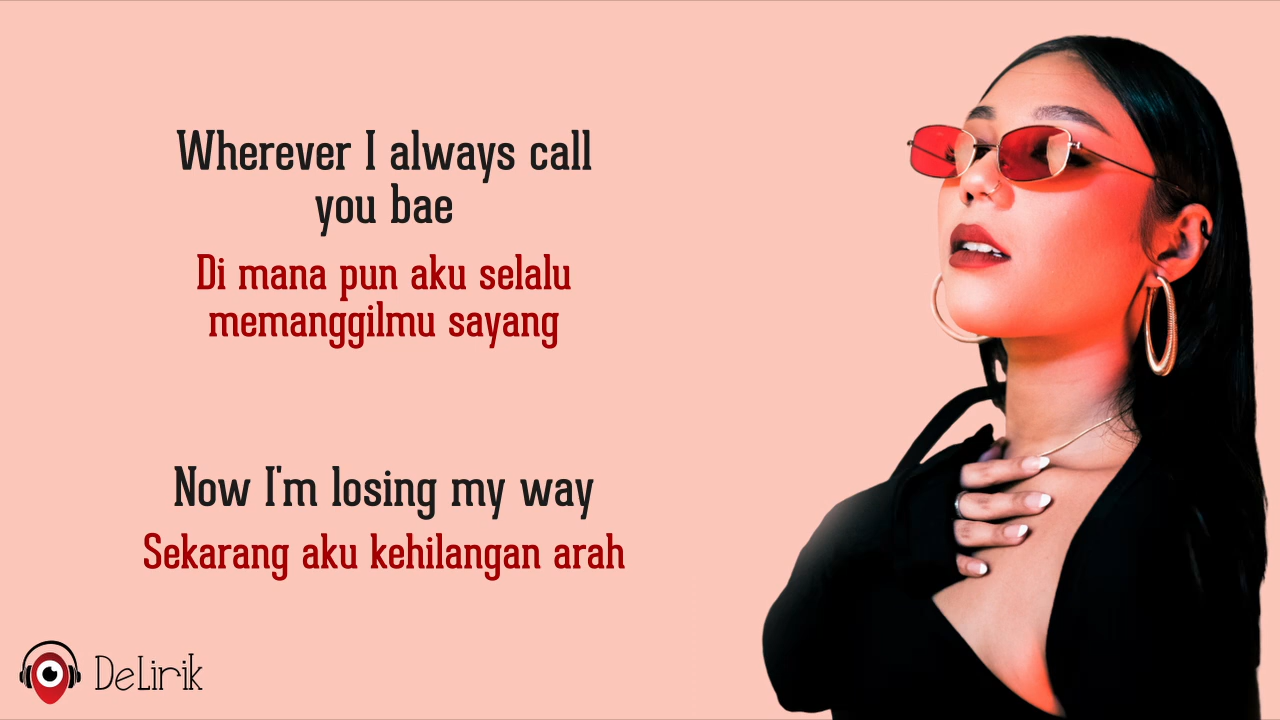 Wherever I always call
you bae
Di mana pun aku selalu
memanggilmu sayang
Now I'm losing my way
Sekarang aku kehilangan arah
DeLirik